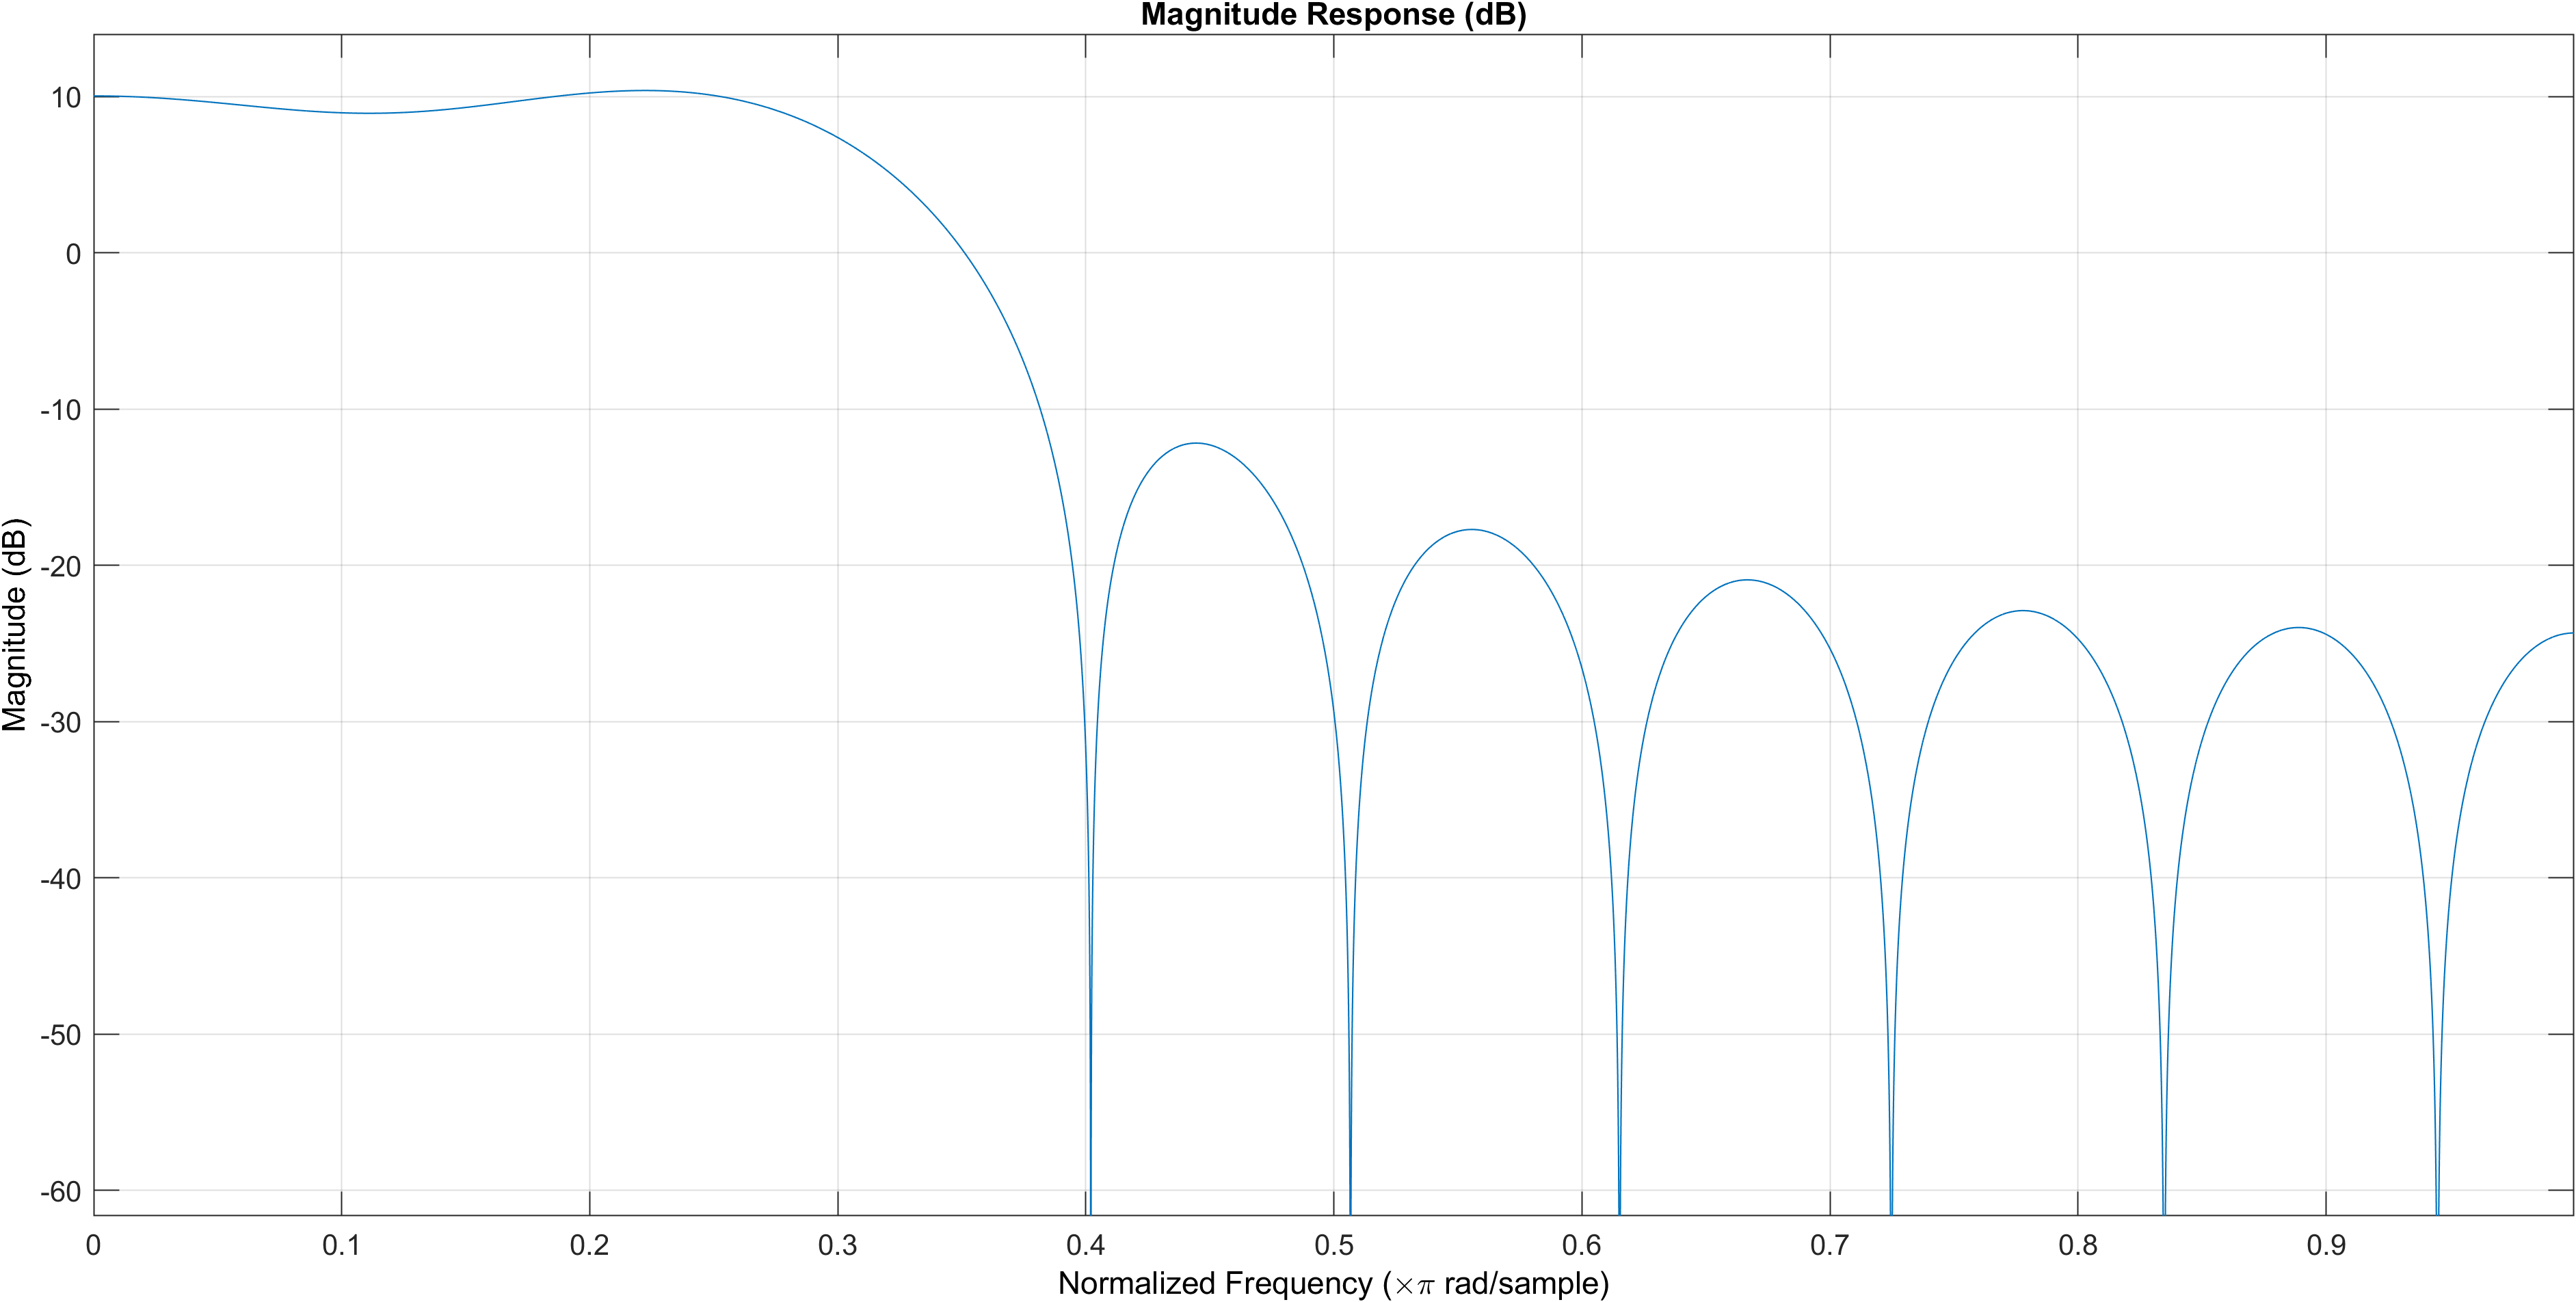 Magnitude Response (dB)
Magnitude (dB)
10
0
-10
-20
-30
-40
-50
-60
0 0.1 0.2 0.3 0.4 0.5 0.6 0.7 0.8 0.9
Normalized Frequency (×π rad/sample)